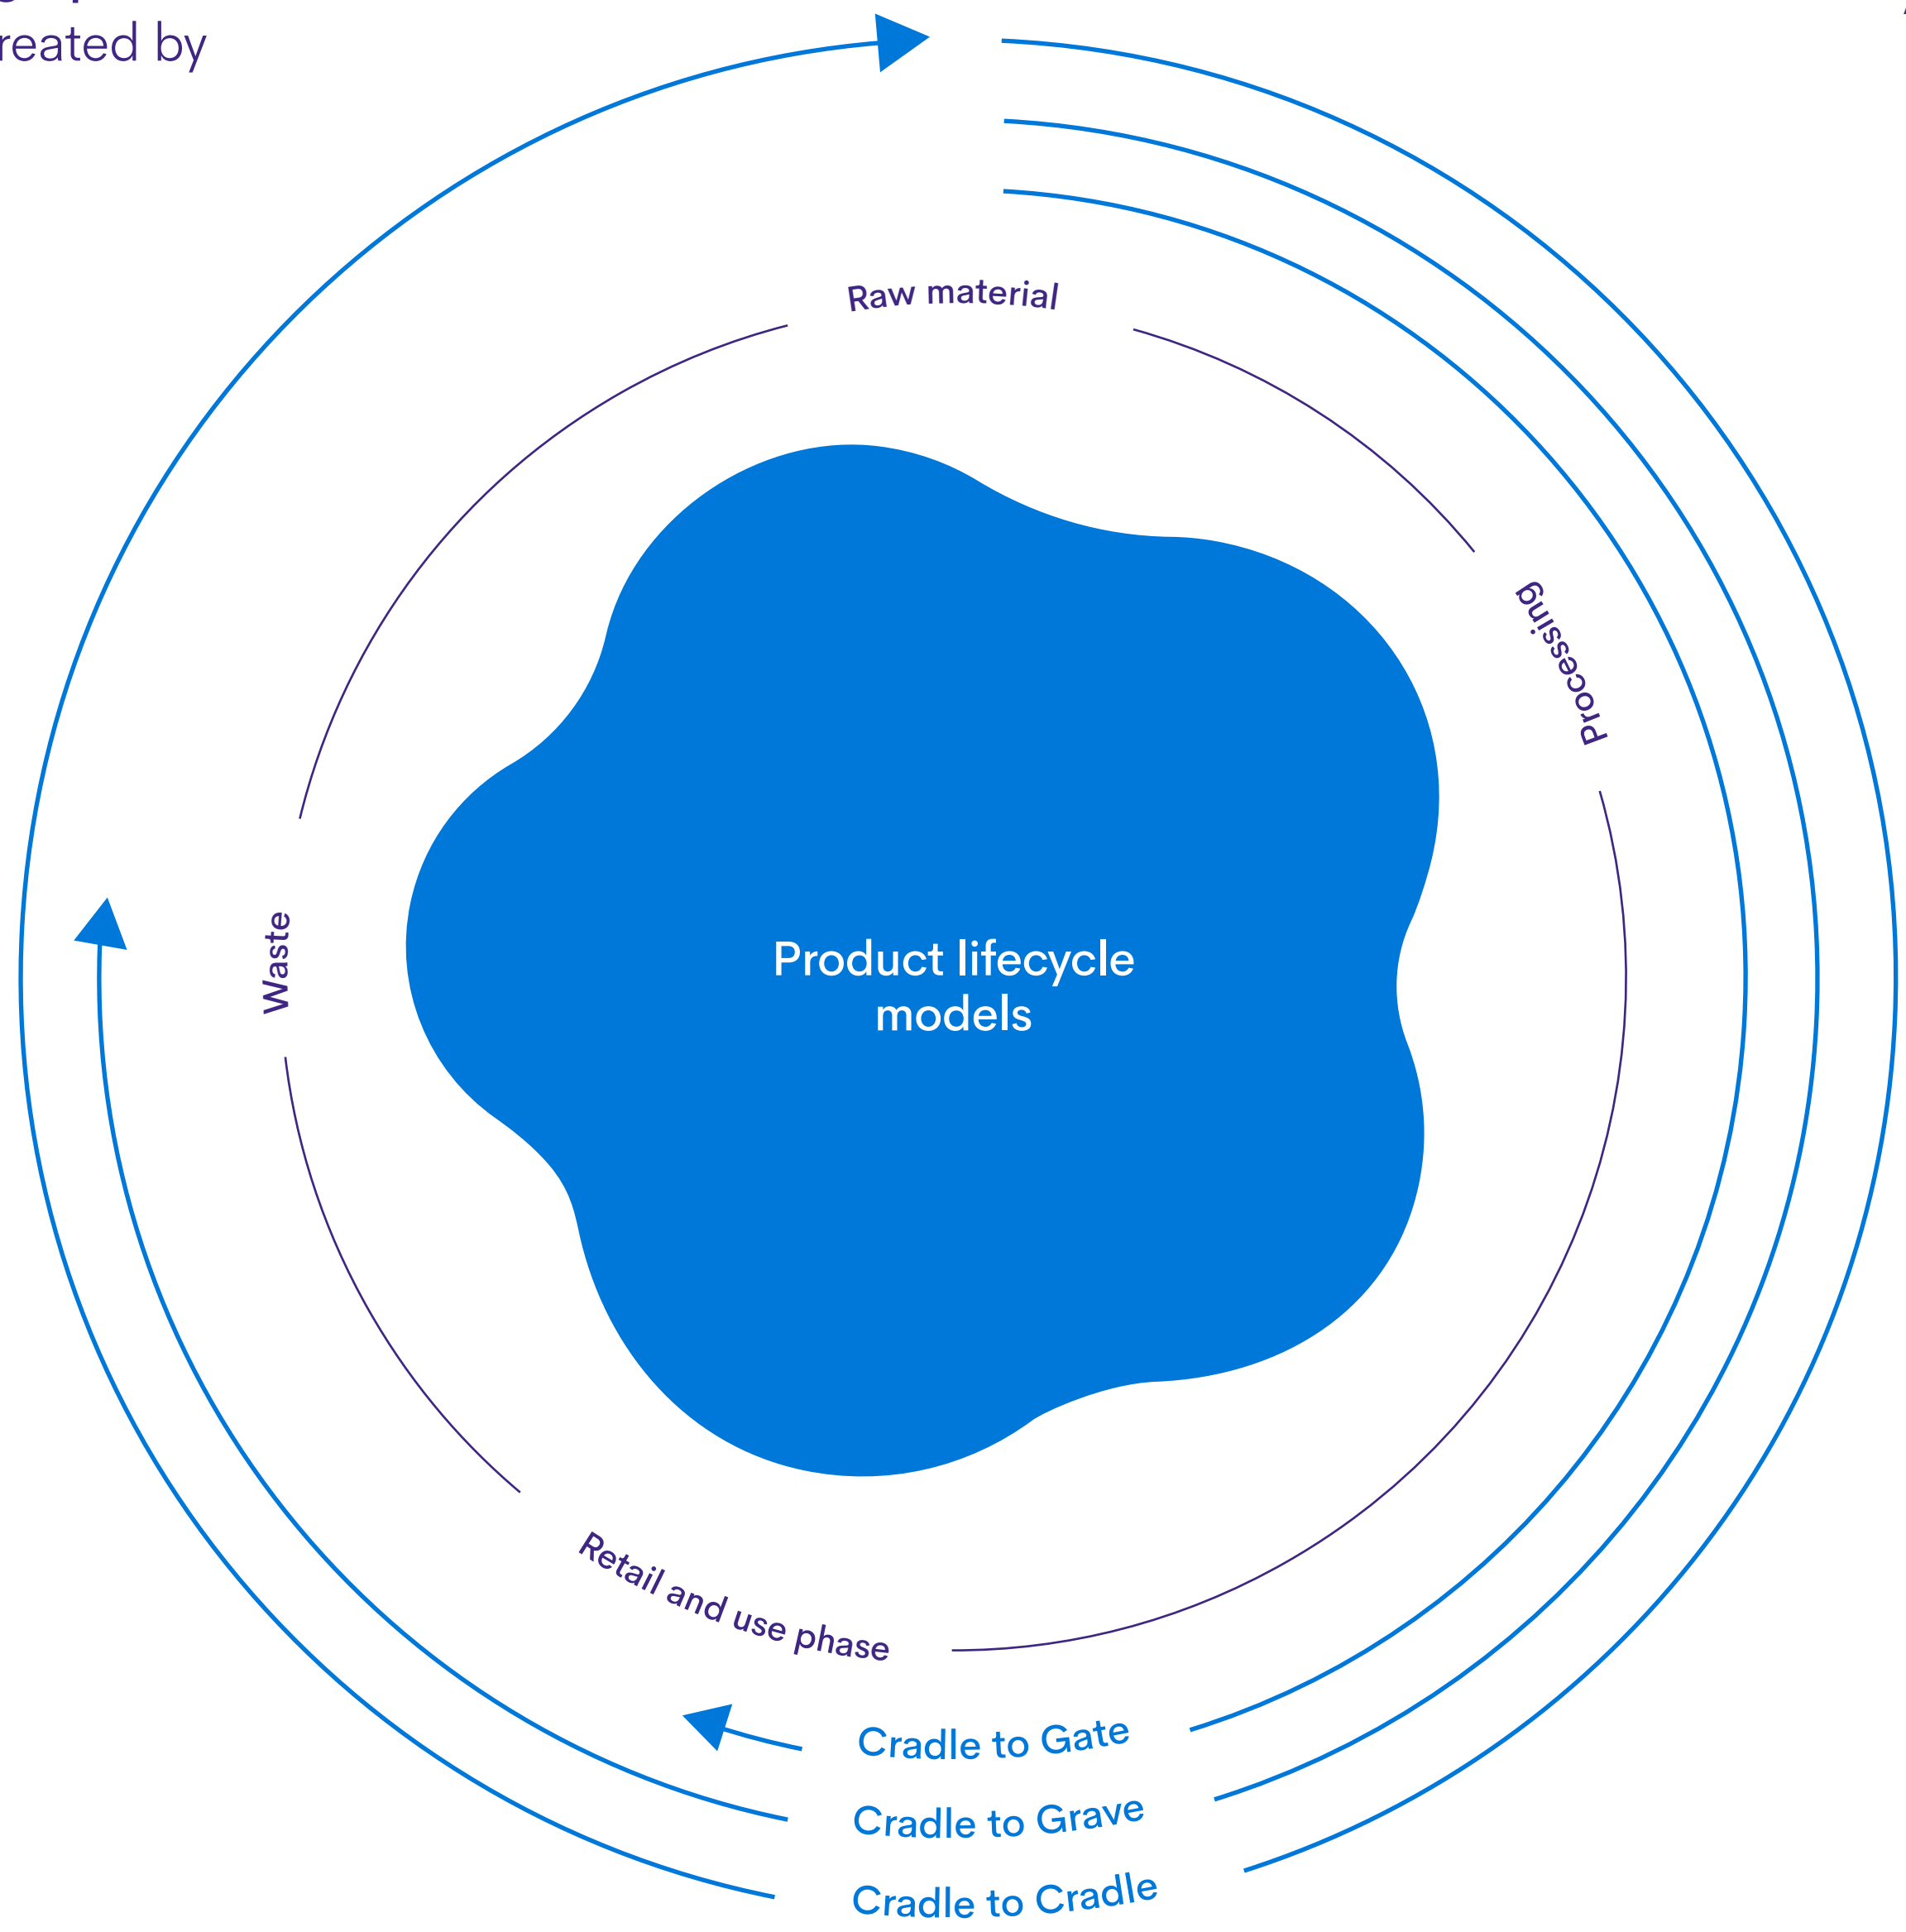 reated by
Raw material
Processing
Waste
Product lifecycle
models
Retail and use phase
Cradle to Gate
Cradle to Grave
Cradle to Cradle